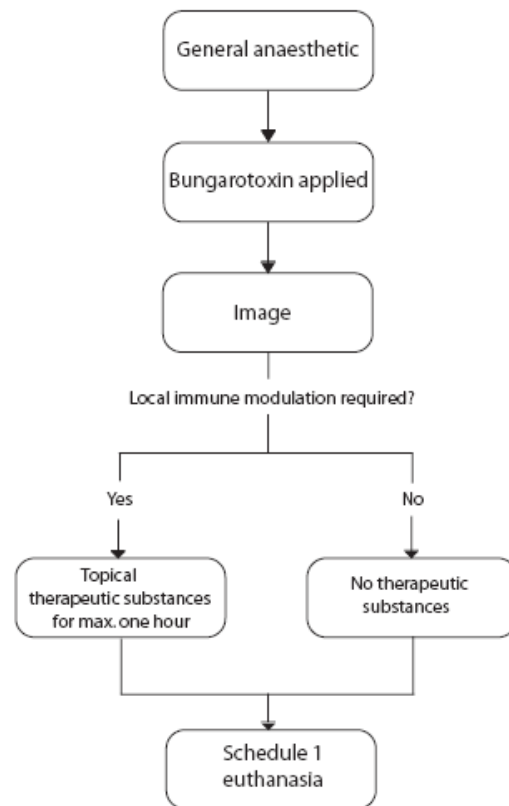 General anaesthetic
Bungarotoxin applied
Image
Local immune modulation required?
Yes
No
Topical
therapeutic substances
for max. one hour
No therapeutic
substances
Schedule 1
euthanasia